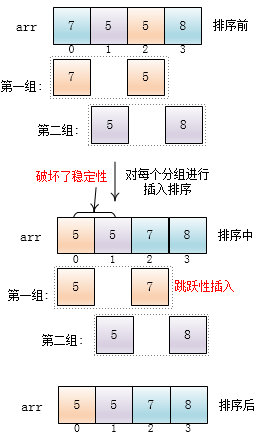 arr 7 5 5 8 排序前
0 1 2 3
第一组： 7 5
第二组： 5 8
破坏了稳定性
对每个分组进行
插入排序
arr 5 5 7 8 排序中
0 1 2 3
第一组： 5 7 跳跃性插入
第二组： 5 8
arr 5 5 7 8 排序后
0 1 2 3